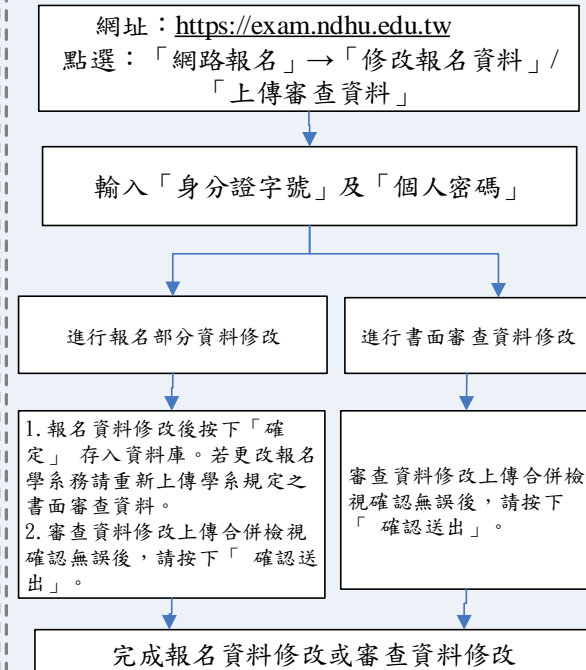 網址：https://exam.ndhu.edu.tw
點選：「網路報名」→「修改報名資料」/
「上傳審查資料」
輸入「身分證字號」及「個人密碼」
進行報名部分資料修改
進行書面審查資料修改
1.報名資料修改後按下「確
定」 存入資料庫。若更改報名
學系務請重新上傳學系規定之
書面審查資料。
2.審查資料修改上傳合併檢視
確認無誤後，請按下「 確認送
出」。
審查資料修改上傳合併檢
視確認無誤後，請按下
「 確認送出」。
完成報名資料修改或審查資料修改